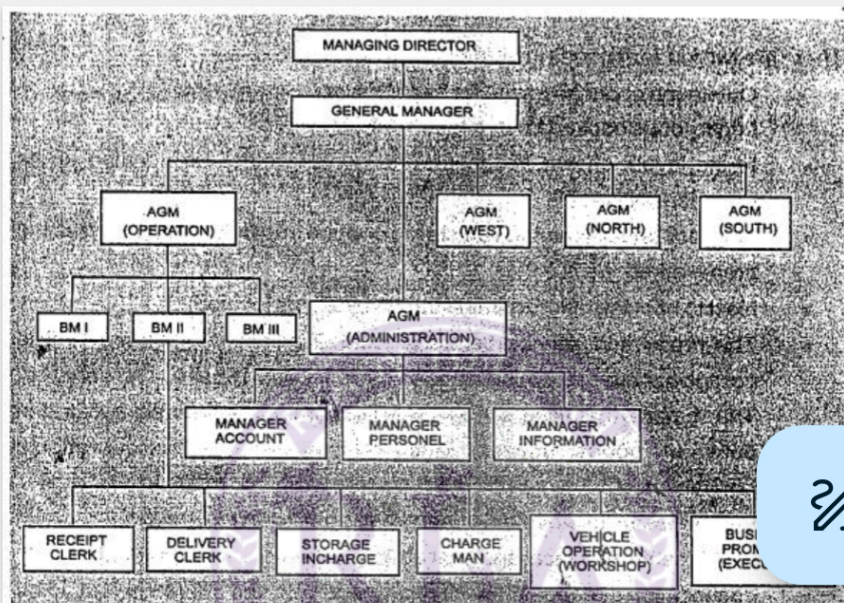 MANAGING DIRECTOR
GENERAL MANAGER
AGM
(OPERATION)
AGM
(WEST)
AGM
(NORTH)
AGM
(SOUTH)
BM I
BM II
BM III
AGM
(ADMINISTRATION)
MANAGER
ACCOUNT
MANAGER
PERSONEL
MANAGER
INFORMATION
RECEIPT
CLERK
DELIVERY
CLERK
STORAGE
INCHARGE
CHARGE
MAN
VEHICLE
OPERATION
(WORKSHOP)